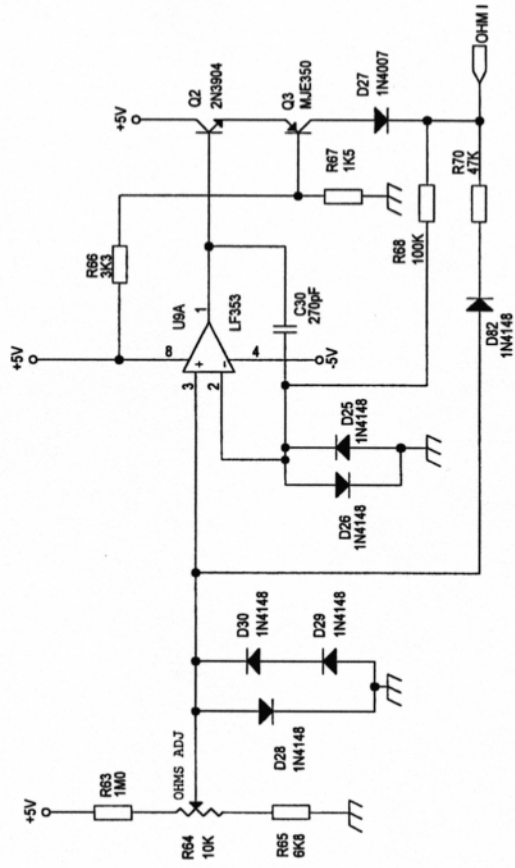 +5V
R63
1M0
OHMS ADJ
R64
10K
R65
6K8
D30
1N4148
D29
1N4148
D28
1N4148
+5V
R66
3K3
8
U9A
3
+
1
2
-
LF353
4
-5V
C30
270pF
D25
1N4148
D26
1N4148
+5V
Q2
2N3904
Q3
MJE350
R67
1K5
D27
1N4007
R68
100K
R70
47K
D82
1N4148
OHM I